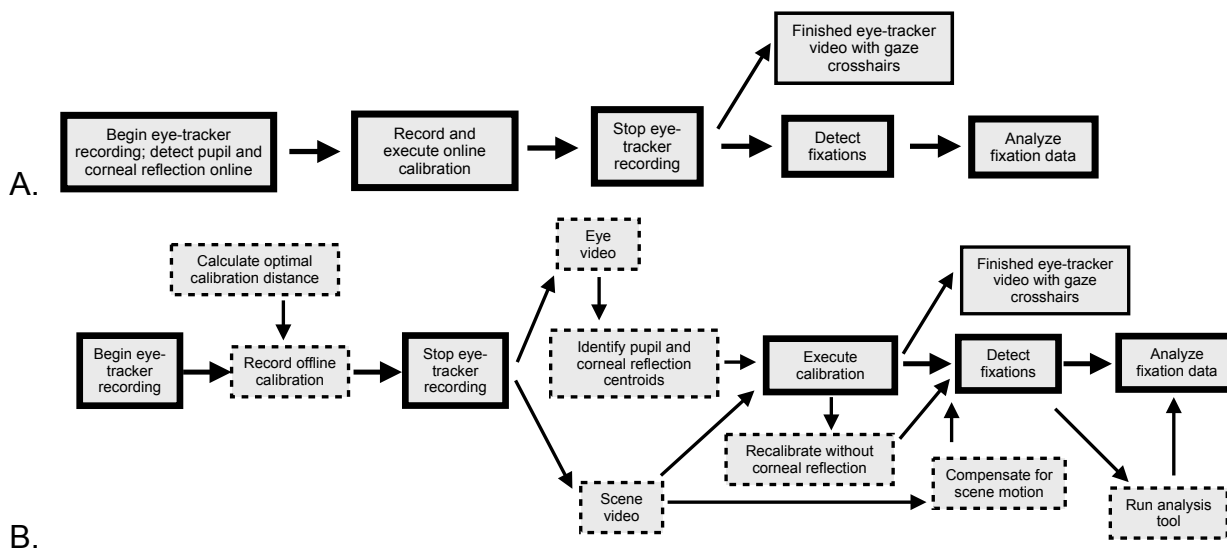 Finished eye-tracker
video with gaze
crosshairs
Begin eye-tracker
recording; detect pupil and
corneal reflection online
Record and
execute online
calibration
Stop eye-
tracker
recording
Detect
fixations
Analyze
fixation data
A.
Calculate optimal
calibration distance
Eye
video
Finished eye-tracker
video with gaze
crosshairs
Begin eye-
tracker
recording
Record offline
calibration
Stop eye-
tracker
recording
Identify pupil and
corneal reflection
centroids
Execute
calibration
Detect
fixations
Analyze
fixation data
Recalibrate without
corneal reflection
Compensate for
scene motion
Scene
video
Run analysis
tool
B.